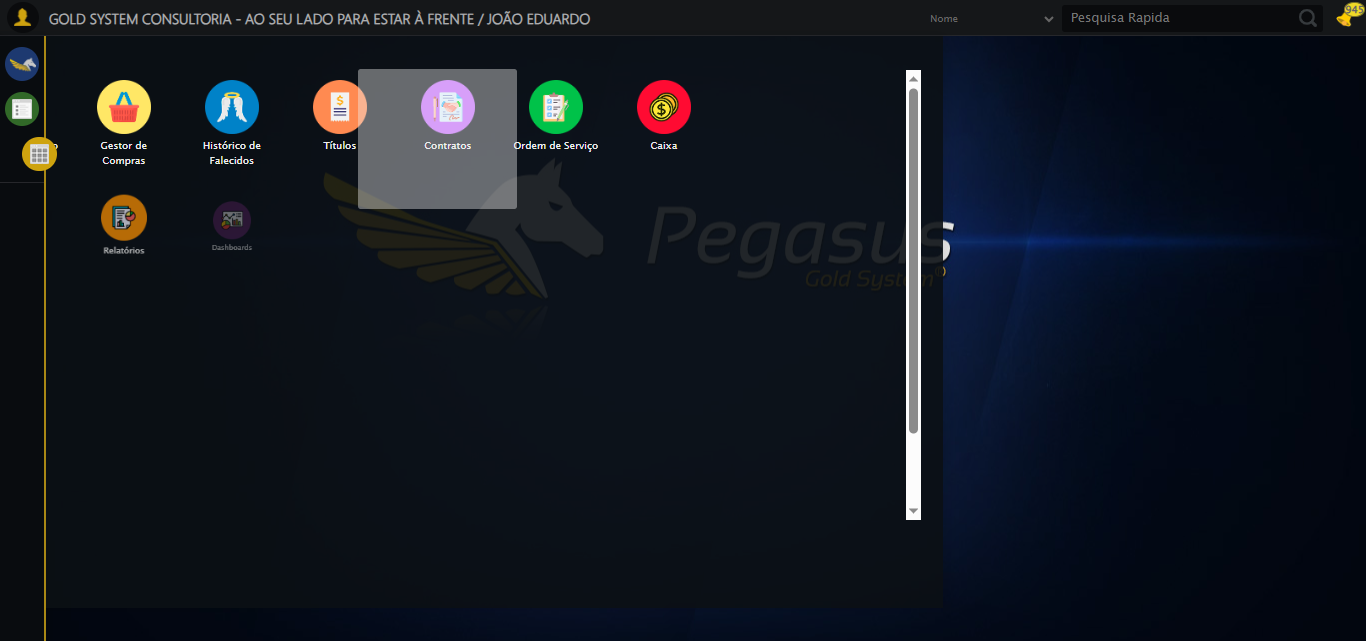 GOLD SYSTEM CONSULTORIA - AO SEU LADO PARA ESTAR À FRENTE / JOÃO EDUARDO
Nome
Pesquisa Rapida
945
Gestor de
Compras
Histórico de
Falecidos
Títulos
Contratos
Ordem de Serviço
Caixa
Relatórios
Dashboards
Pegasus
Gold System®